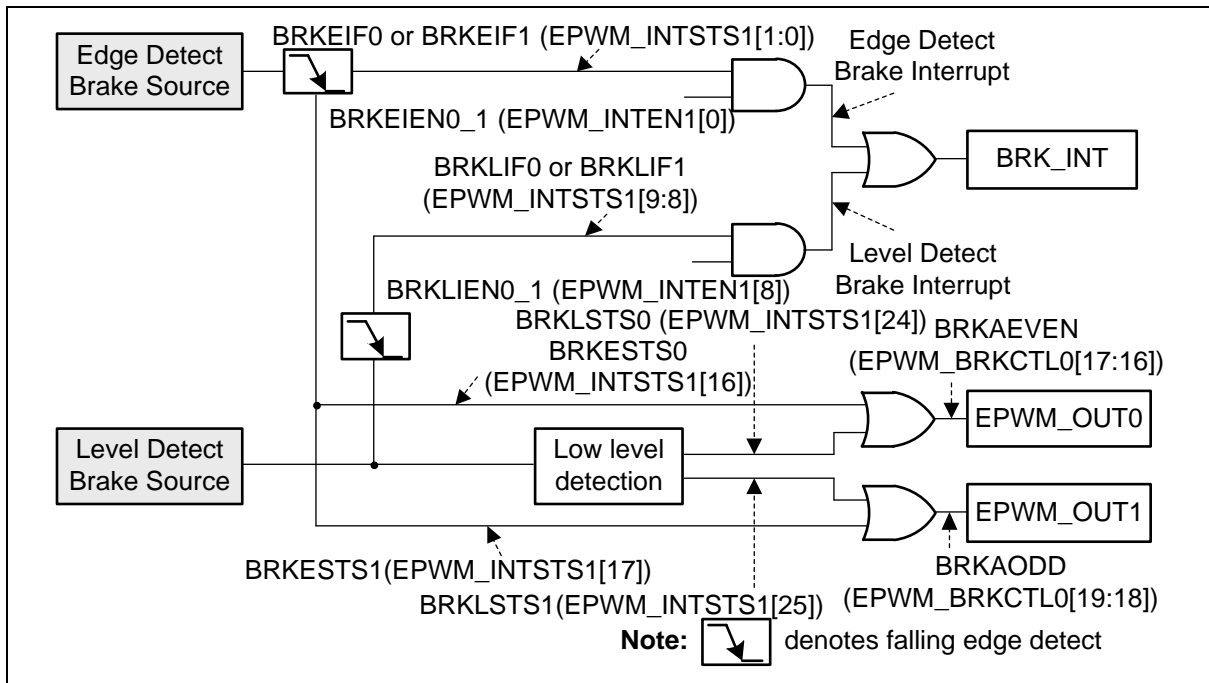 BRKEIF0 or BRKEIF1 (EPWM_INTSTS1[1:0])
Edge Detect
Brake Source
Edge Detect
Brake Interrupt
BRKEIEN0_1 (EPWM_INTEN1[0])
BRK_INT
BRKLIF0 or BRKLIF1
(EPWM_INTSTS1[9:8])
Level Detect
Brake Interrupt
BRKLIEN0_1 (EPWM_INTEN1[8])
BRKLSTS0 (EPWM_INTSTS1[24])
BRKESTS0
(EPWM_INTSTS1[16])
BRKAEVEN
(EPWM_BRKCTL0[17:16])
EPWM_OUT0
Level Detect
Brake Source
Low level
detection
EPWM_OUT1
BRKESTS1(EPWM_INTSTS1[17])
BRKLSTS1(EPWM_INTSTS1[25])
BRKAODD
(EPWM_BRKCTL0[19:18])
Note: denotes falling edge detect